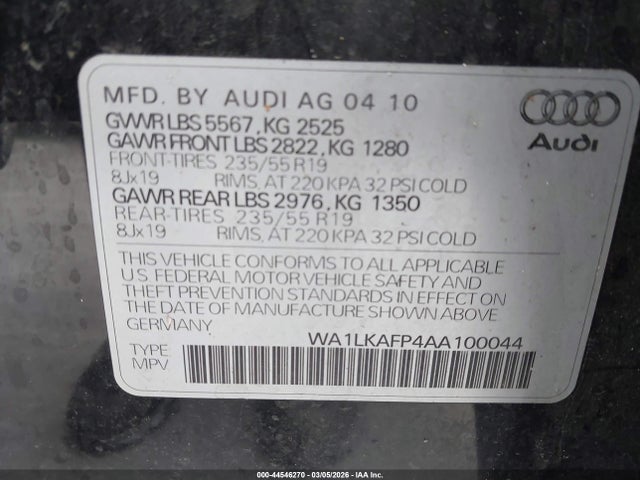 MFD. BY AUDI AG 04 10
GVWR LBS 5567, KG 2525
GAWR FRONT LBS 2822, KG 1280
FRONT-TIRES 235/55 R19
8Jx19 RIMS, AT 220 KPA 32 PSI COLD
GAWR REAR LBS 2976, KG 1350
REAR-TIRES 235/55 R19
8Jx19 RIMS, AT 220 KPA 32 PSI COLD
Audi
THIS VEHICLE CONFORMS TO ALL APPLICABLE
U.S. FEDERAL MOTOR VEHICLE SAFETY AND
THEFT PREVENTION STANDARDS IN EFFECT ON
THE DATE OF MANUFACTURE SHOWN ABOVE
GERMANY
WA1LKAFP4AA100044
TYPE
MPV
000-44546270 — 03/05/2026 — IAA Inc.